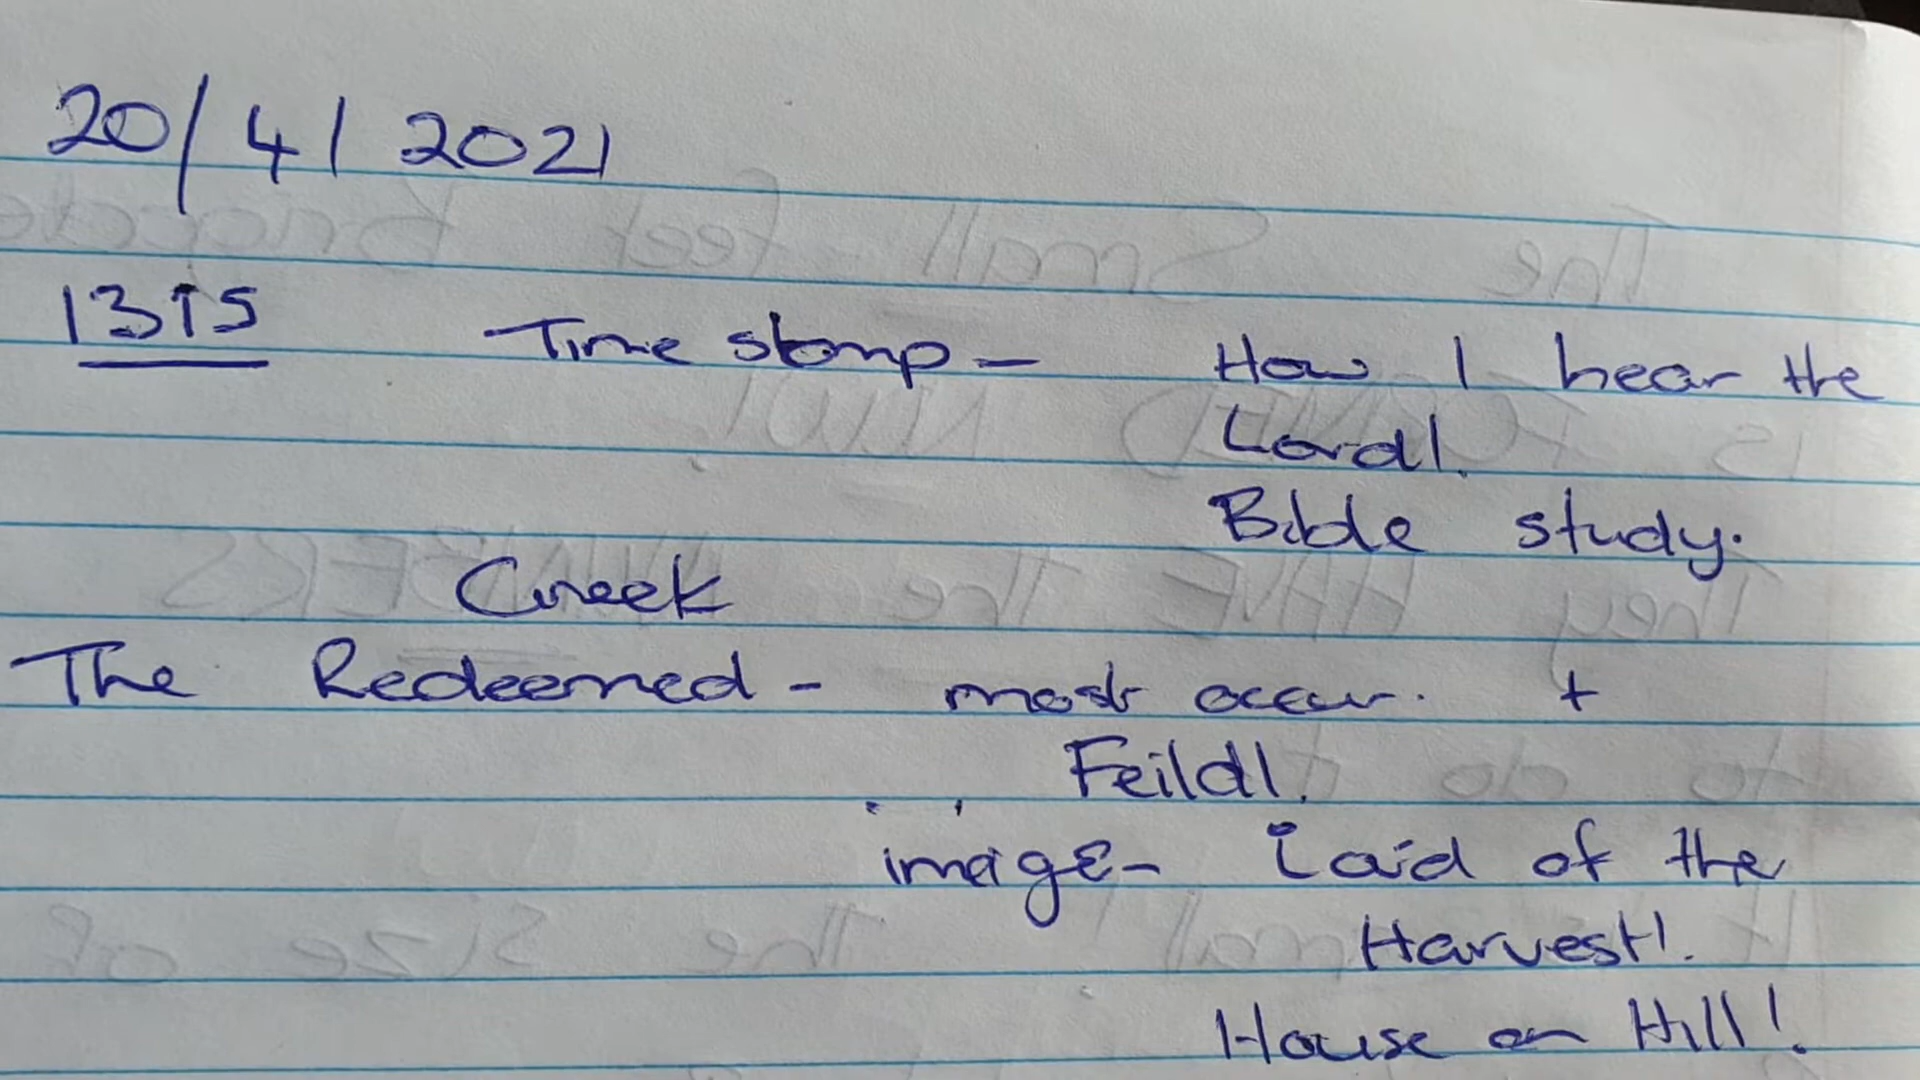 20/4/2021
1315 Time stamp - How I hear the
Lord!
Bible study.
Creek
The Redeemed - most occur. +
Feild!
image - Laid of the
Harvest!
House on Hill!